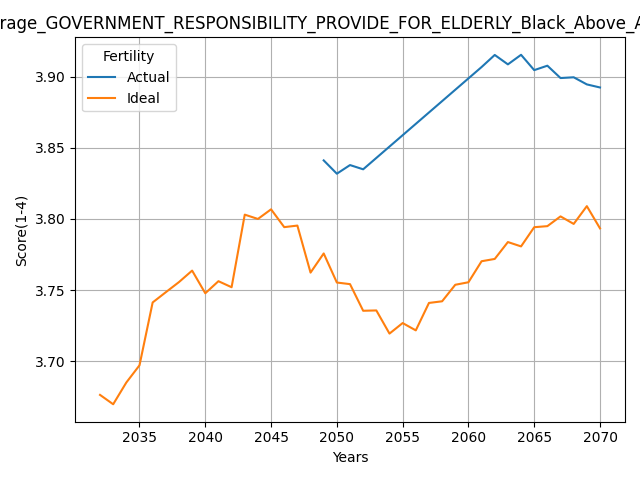 rage_GOVERNMENT_RESPONSIBILITY_PROVIDE_FOR_ELDERLY_Black_Above_A
Fertility
Actual
Ideal
3.90
3.85
3.80
3.75
3.70
Score(1-4)
2035 2040 2045 2050 2055 2060 2065 2070
Years